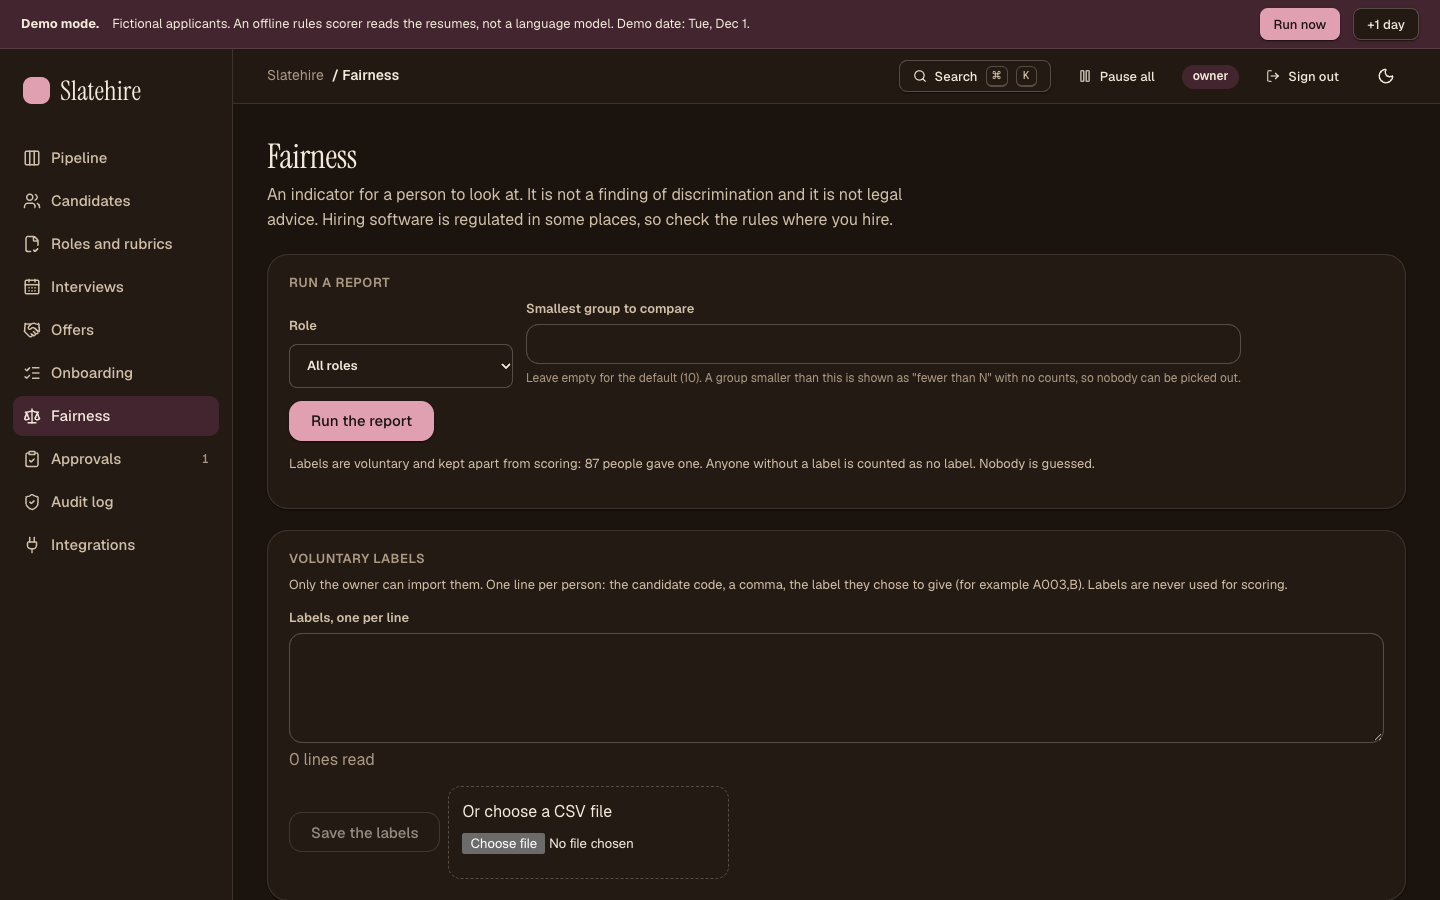 Demo mode. Fictional applicants. An offline rules scorer reads the resumes, not a language model. Demo date: Tue, Dec 1.
Run now
+1 day
Slatehire
Pipeline
Candidates
Roles and rubrics
Interviews
Offers
Onboarding
Fairness
Approvals 1
Audit log
Integrations
Slatehire / Fairness
Search ⌘ K
Pause all
owner
Sign out
Fairness
An indicator for a person to look at. It is not a finding of discrimination and it is not legal
advice. Hiring software is regulated in some places, so check the rules where you hire.
RUN A REPORT
Role
All roles
Smallest group to compare
Leave empty for the default (10). A group smaller than this is shown as "fewer than N" with no counts, so nobody can be picked out.
Run the report
Labels are voluntary and kept apart from scoring: 87 people gave one. Anyone without a label is counted as no label. Nobody is guessed.
VOLUNTARY LABELS
Only the owner can import them. One line per person: the candidate code, a comma, the label they chose to give (for example A003,B). Labels are never used for scoring.
Labels, one per line
0 lines read
Save the labels
Or choose a CSV file
Choose file No file chosen